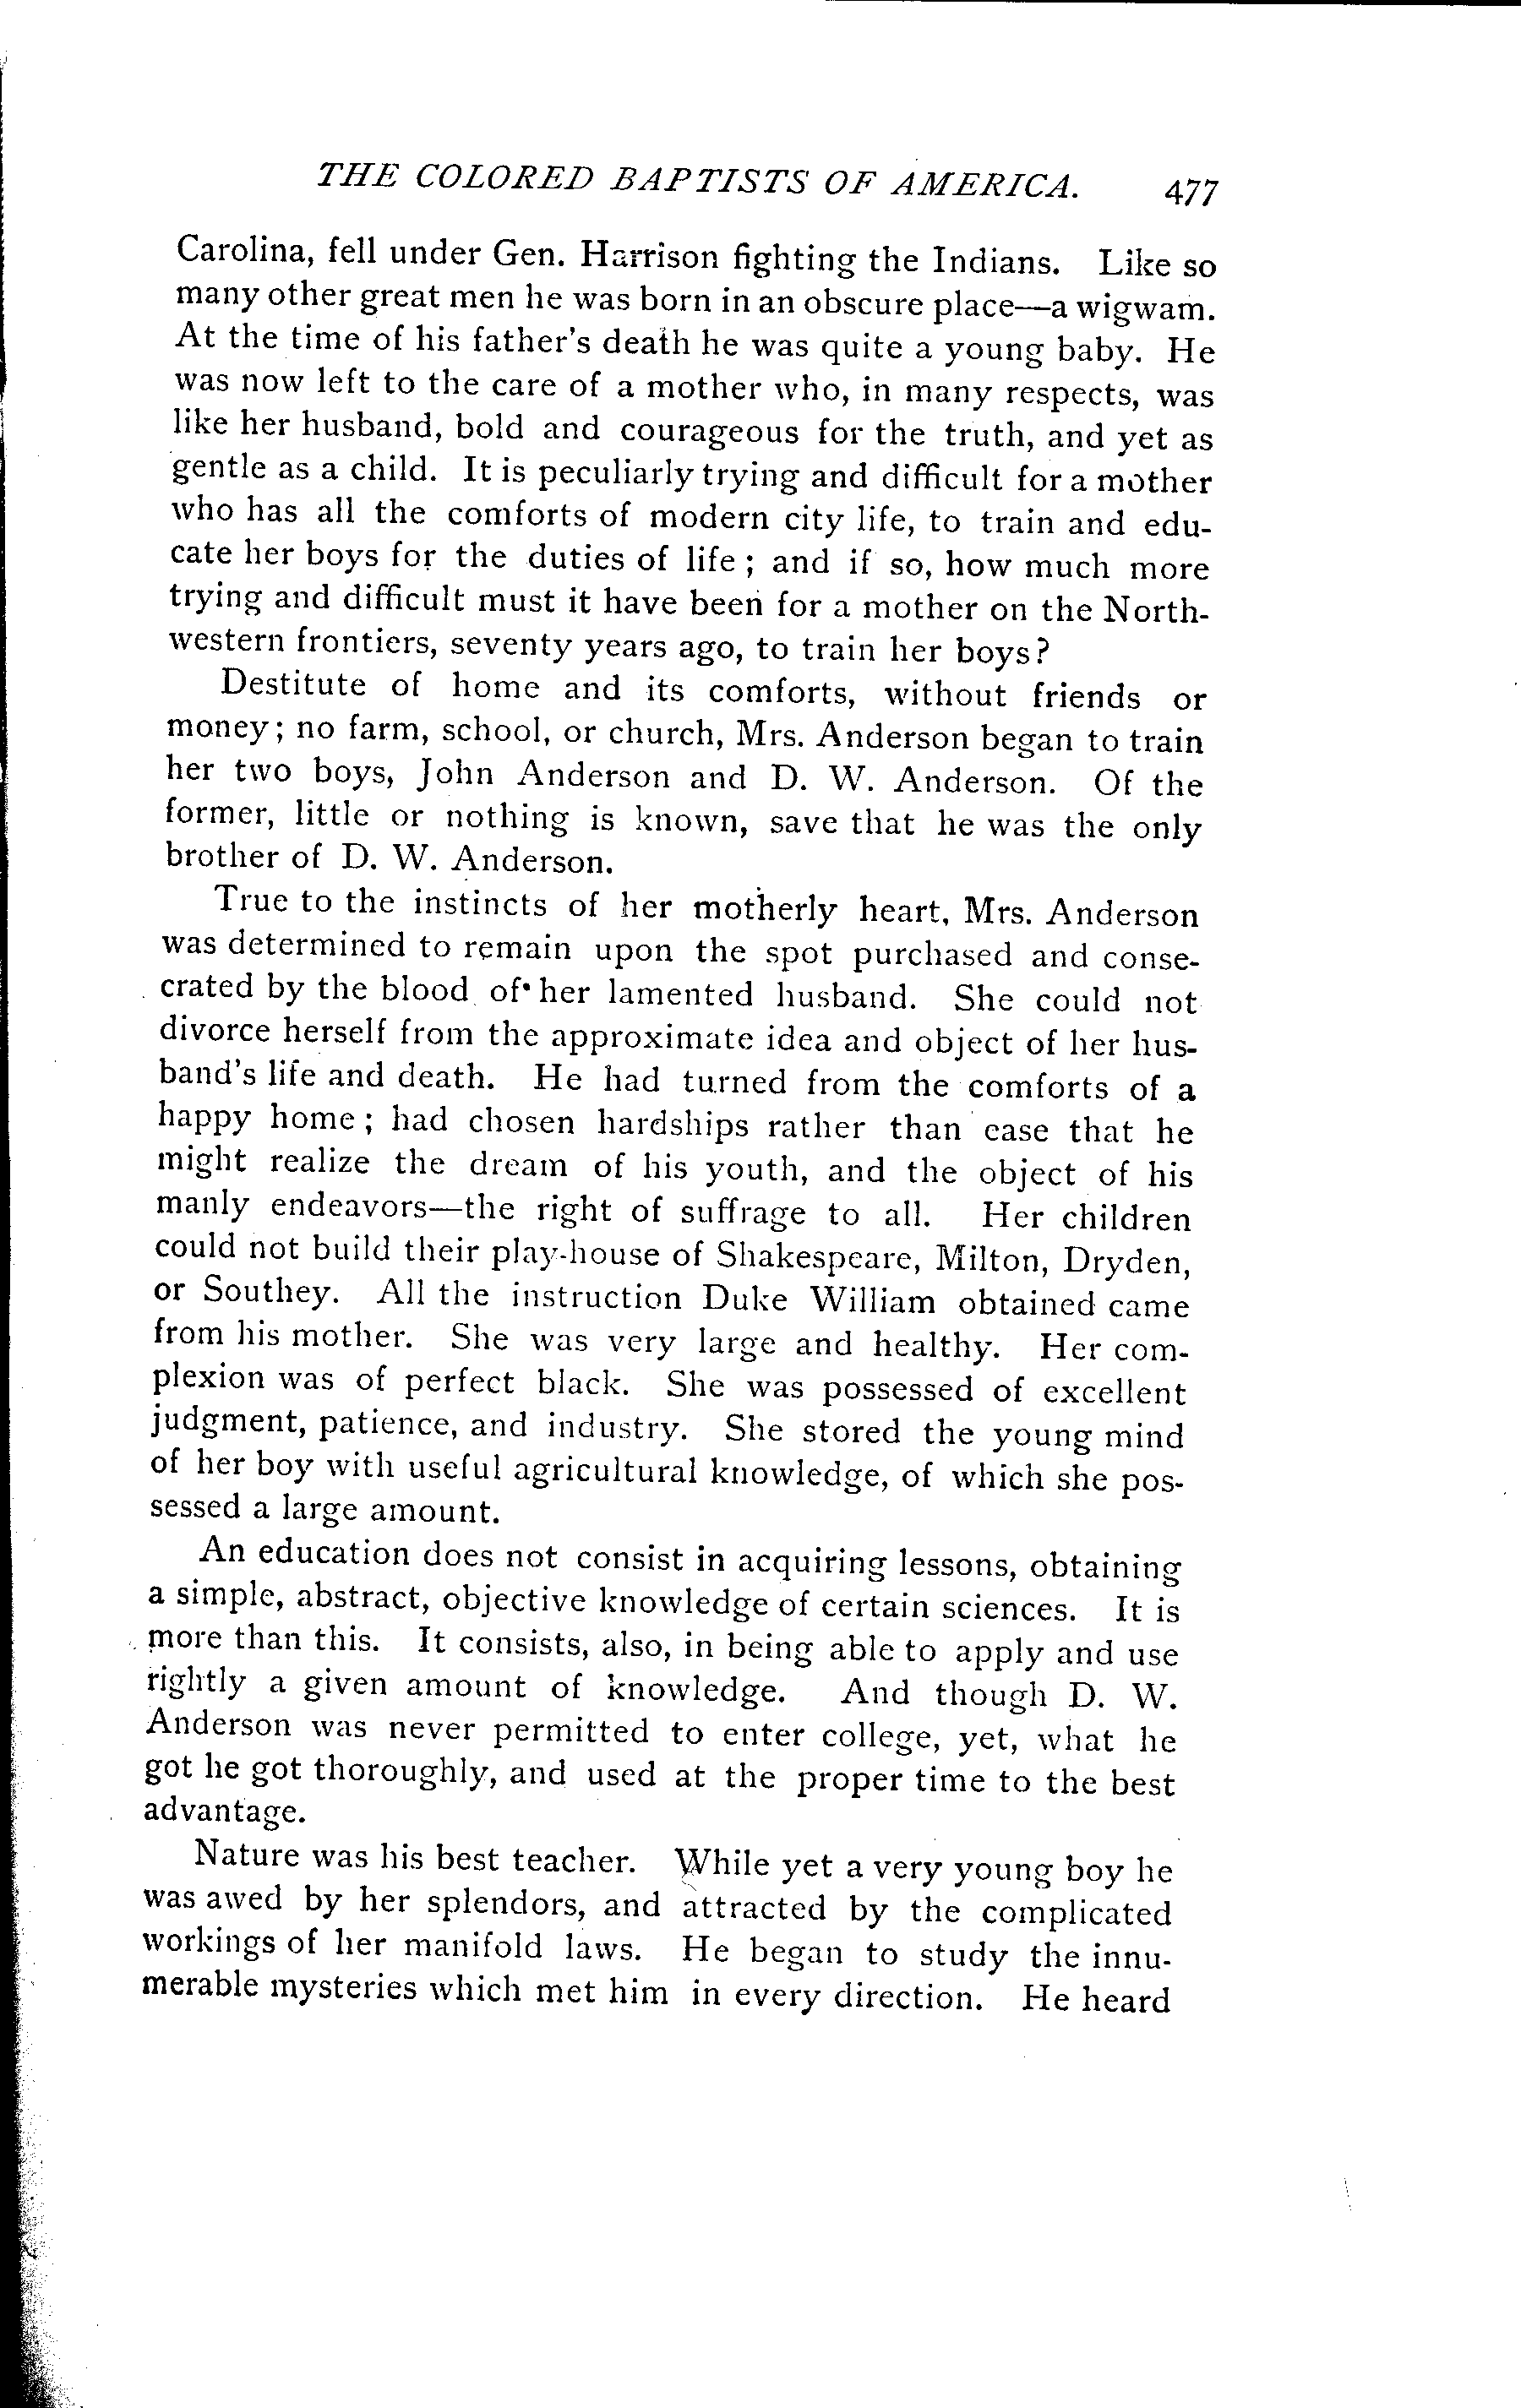 THE COLORED BAPTISTS OF AMERICA. 477
Carolina, fell under Gen. Harrison fighting the Indians. Like so
many other great men he was born in an obscure place—a wigwam.
At the time of his father's death he was quite a young baby. He
was now left to the care of a mother who, in many respects, was
like her husband, bold and courageous for the truth, and yet as
gentle as a child. It is peculiarly trying and difficult for a mother
who has all the comforts of modern city life, to train and edu-
cate her boys for the duties of life; and if so, how much more
trying and difficult must it have been for a mother on the North-
western frontiers, seventy years ago, to train her boys?
Destitute of home and its comforts, without friends or
money; no farm, school, or church, Mrs. Anderson began to train
her two boys, John Anderson and D. W. Anderson. Of the
former, little or nothing is known, save that he was the only
brother of D. W. Anderson.
True to the instincts of her motherly heart, Mrs. Anderson
was determined to remain upon the spot purchased and conse-
crated by the blood of her lamented husband. She could not
divorce herself from the approximate idea and object of her hus-
band's life and death. He had turned from the comforts of a
happy home; had chosen hardships rather than ease that he
might realize the dream of his youth, and the object of his
manly endeavors—the right of suffrage to all. Her children
could not build their play-house of Shakespeare, Milton, Dryden,
or Southey. All the instruction Duke William obtained came
from his mother. She was very large and healthy. Her com-
plexion was of perfect black. She was possessed of excellent
judgment, patience, and industry. She stored the young mind
of her boy with useful agricultural knowledge, of which she pos-
sessed a large amount.
An education does not consist in acquiring lessons, obtaining
a simple, abstract, objective knowledge of certain sciences. It is
more than this. It consists, also, in being able to apply and use
rightly a given amount of knowledge. And though D. W.
Anderson was never permitted to enter college, yet, what he
got he got thoroughly, and used at the proper time to the best
advantage.
Nature was his best teacher. While yet a very young boy he
was awed by her splendors, and attracted by the complicated
workings of her manifold laws. He began to study the innu-
merable mysteries which met him in every direction. He heard